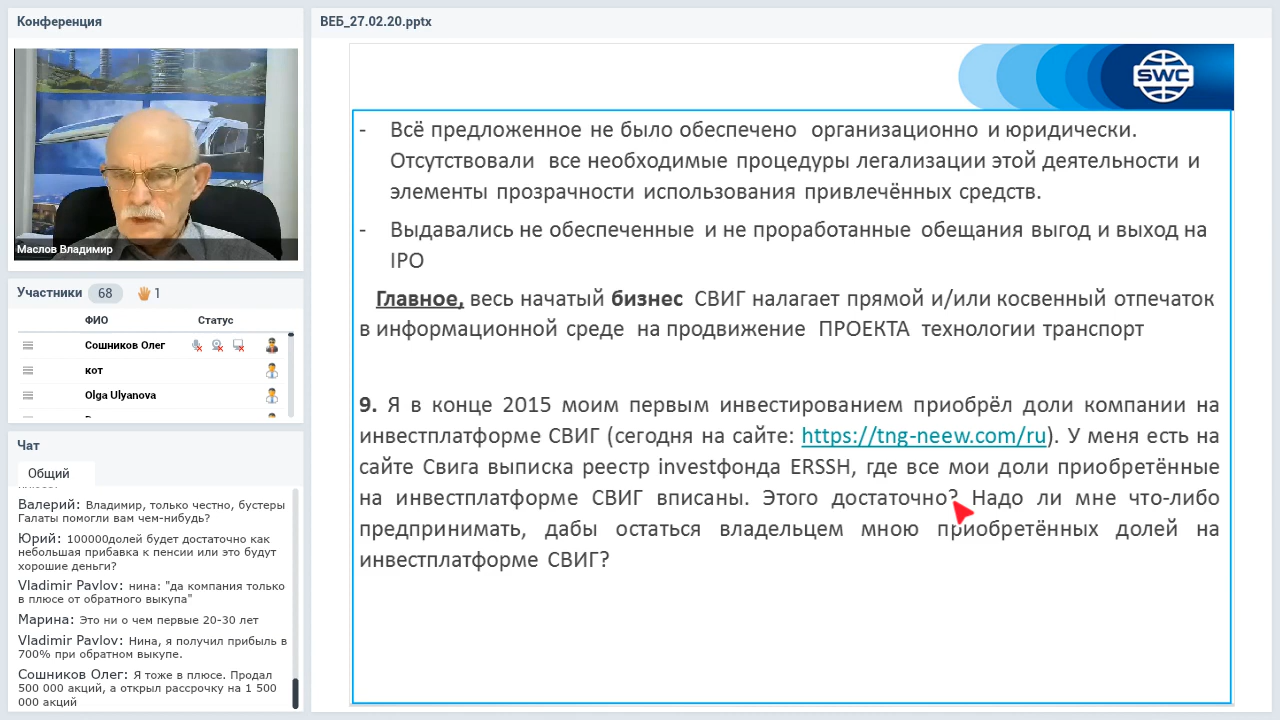 Конференция
Маслов Владимир
Участники 68 1
ФИО Статус
Сошников Олег
кот
Olga Ulyanova
Чат
Общий
Валерий: Владимир, только честно, бустеры
Галаты помогли вам чем-нибудь?
Юрий: 100000долей будет достаточно как
небольшая прибавка к пенсии или это будут
хорошие деньги?
Vladimir Pavlov: нина: "да компания только
в плюсе от обратного выкупа"
Марина: Это ни о чем первые 20-30 лет
Vladimir Pavlov: Нина, я получил прибыль в
700% при обратном выкупе.
Сошников Олег: Я тоже в плюсе. Продал
500 000 акций, а открыл рассрочку на 1 500
000 акций
ВЕБ_27.02.20.pptx
SWC
- Всё предложенное не было обеспечено организационно и юридически.
Отсутствовали все необходимые процедуры легализации этой деятельности и
элементы прозрачности использования привлечённых средств.
- Выдавались не обеспеченные и не проработанные обещания выгод и выход на
IPO
Главное, весь начатый бизнес СВИГ налагает прямой и/или косвенный отпечаток
в информационной среде на продвижение ПРОЕКТА технологии транспорт
9. Я в конце 2015 моим первым инвестированием приобрёл доли компании на
инвестплатформе СВИГ (сегодня на сайте: https://tng-neew.com/ru). У меня есть на
сайте Свига выписка реестр investфонда ERSSH, где все мои доли приобретённые
на инвестплатформе СВИГ вписаны. Этого достаточно? Надо ли мне что-либо
предпринимать, дабы остаться владельцем мною приобретённых долей на
инвестплатформе СВИГ?